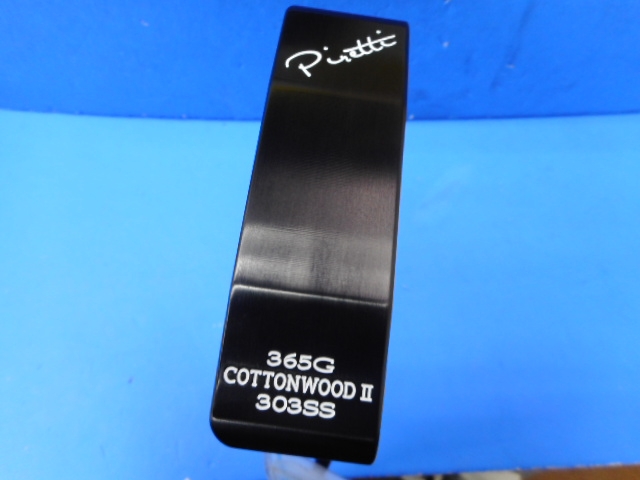 Piretti
365G
COTTONWOOD II
303SS